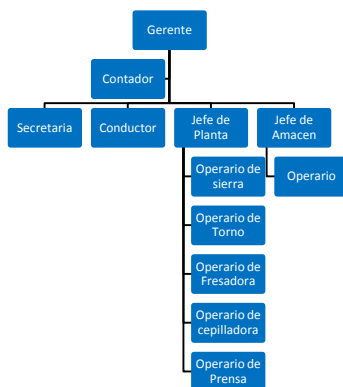 Gerente
Contador
Secretaria
Conductor
Jefe de
Planta
Jefe de
Amacen
Operario de
sierra
Operario
Operario de
Torno
Operario de
Fresadora
Operario de
cepilladora
Operario de
Prensa